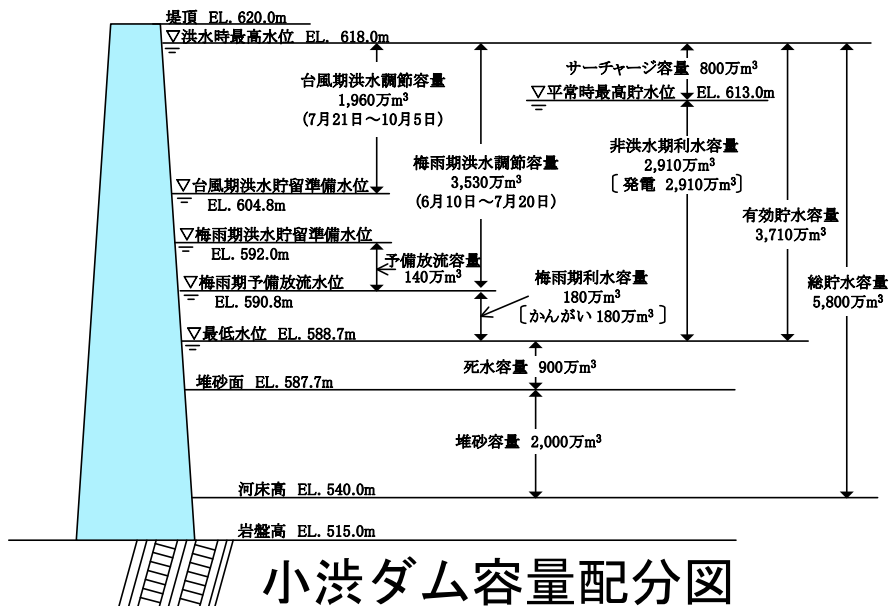 堤頂 EL. 620.0m
▽洪水時最高水位 EL. 618.0m
台風期洪水調節容量
1,960万m³
(7月21日～10月5日)
サーチャージ容量 800万m³
▽平常時最高貯水位 EL. 613.0m
梅雨期洪水調節容量
3,530万m³
(6月10日～7月20日)
非洪水期利水容量
2,910万m³
〔 発電 2,910万m³〕
▽台風期洪水貯留準備水位
EL. 604.8m
有効貯水容量
3,710万m³
▽梅雨期洪水貯留準備水位
EL. 592.0m
予備放流容量
140万m³
▽梅雨期予備放流水位
EL. 590.8m
梅雨期利水容量
180万m³
〔かんがい 180万m³ 〕
総貯水容量
5,800万m³
▽最低水位 EL. 588.7m
死水容量 900万m³
堆砂面 EL. 587.7m
堆砂容量 2,000万m³
河床高 EL. 540.0m
岩盤高 EL. 515.0m
小渋ダム容量配分図